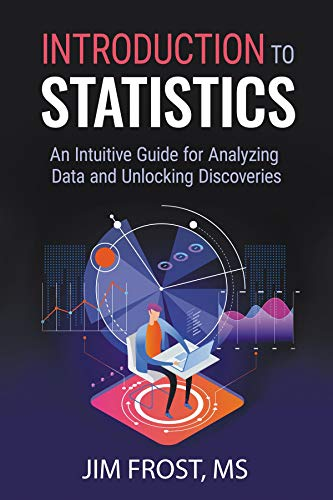 INTRODUCTION TO
STATISTICS
An Intuitive Guide for Analyzing
Data and Unlocking Discoveries
JIM FROST, MS